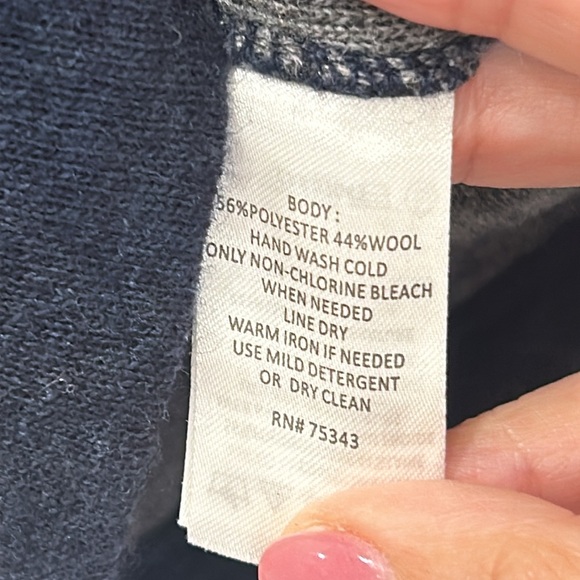 BODY :
56%POLYESTER 44%WOOL
HAND WASH COLD
ONLY NON-CHLORINE BLEACH
WHEN NEEDED
LINE DRY
WARM IRON IF NEEDED
USE MILD DETERGENT
OR DRY CLEAN
RN# 75343